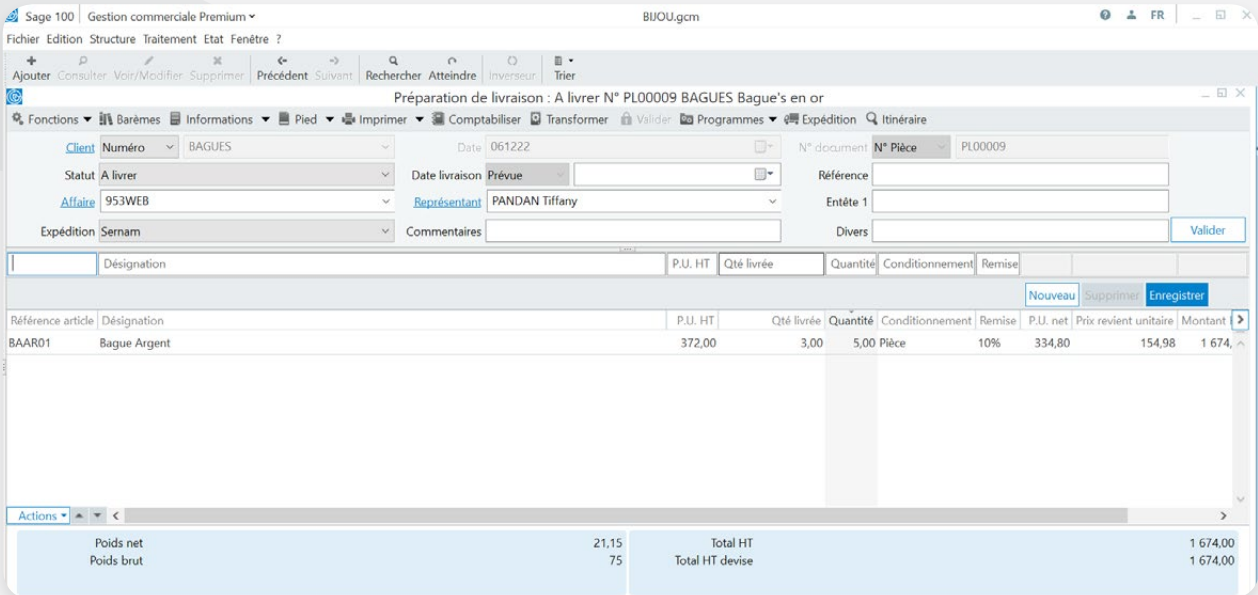 Sage 100 Gestion commerciale Premium BIJOU.gcm FR
Fichier Edition Structure Traitement Etat Fenêtre ?
Ajouter Consulter Voir/Modifier Supprimer Précédent Suivant Rechercher Atteindre Inverseur Trier
Préparation de livraison : A livrer N° PL00009 BAGUES Bague's en or
Fonctions Barèmes Informations Pied Imprimer Comptabiliser Transformer Valider Programmes Expédition Itinéraire
Client Numéro BAGUES Date 061222 N° document N° Pièce PL00009
Statut A livrer Date livraison Prévue Référence
Affaire 953WEB Représentant PANDAN Tiffany Entête 1
Expédition Sernam Commentaires Divers Valider
Désignation P.U. HT Qté livrée Quantité Conditionnement Remise
Nouveau Supprimer Enregistrer
Référence article Désignation P.U. HT Qté livrée Quantité Conditionnement Remise P.U. net Prix revient unitaire Montant
BAAR01 Bague Argent 372,00 3,00 5,00 Pièce 10% 334,80 154,98 1 674,
Actions
Poids net 21,15 Total HT 1 674,00
Poids brut 75 Total HT devise 1 674,00